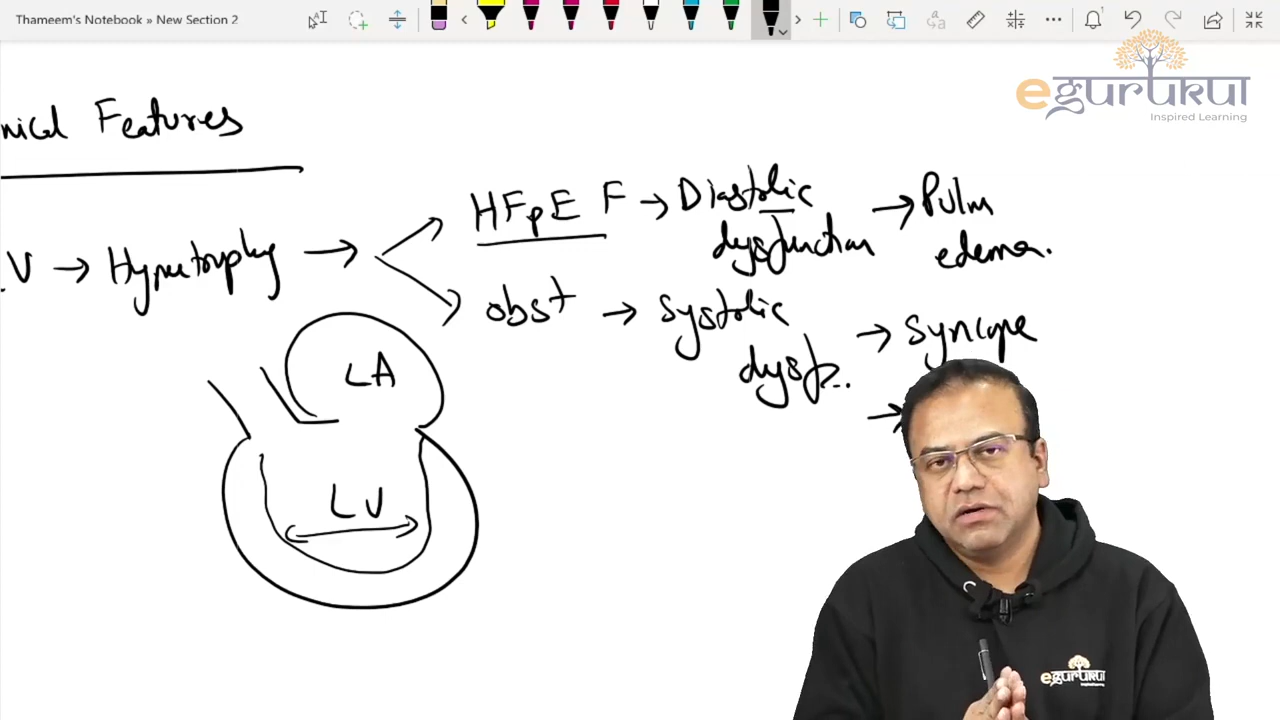 Thameem's Notebook » New Section 2
egurukul
Inspired Learning
nical Features
V → Hypertrophy →
HFpEF → Diastolic dysfunction → Pulm edema.
obst → Systolic dysf... → Syncope
→
LA
LV
egurukul